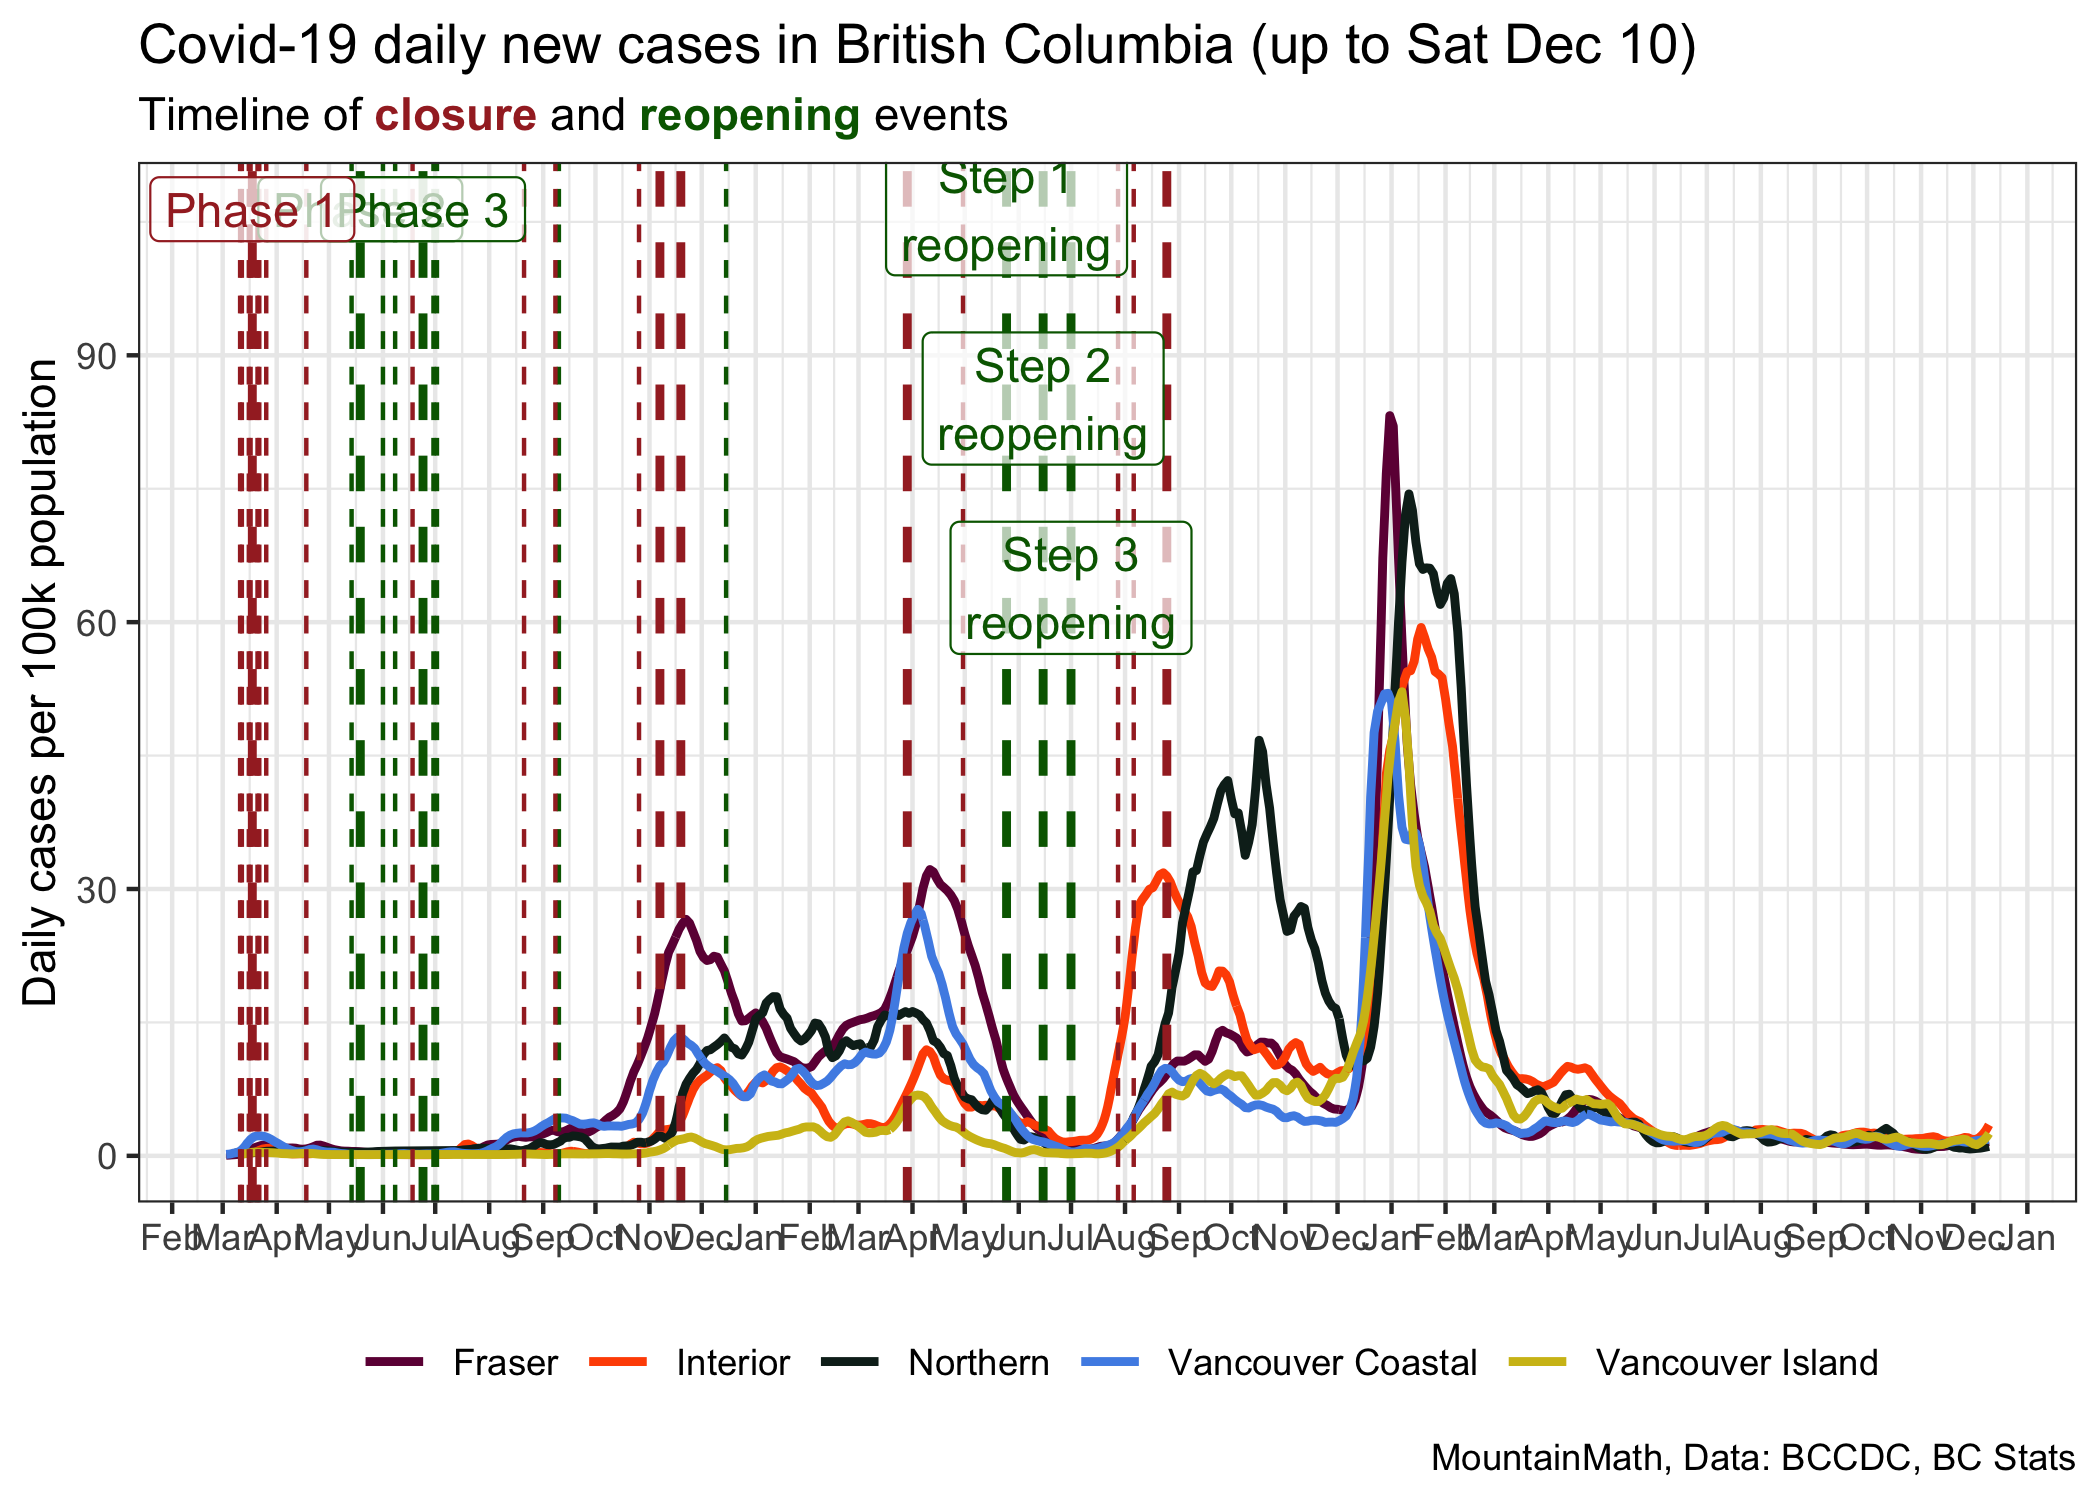 Covid-19 daily new cases in British Columbia (up to Sat Dec 10)
Timeline of closure and reopening events
Phase 1
Phase 2
Phase 3
Step 1
reopening
Step 2
reopening
Step 3
reopening
Daily cases per 100k population
90
60
30
0
Feb Mar Apr May Jun Jul Aug Sep Oct Nov Dec Jan Feb Mar Apr May Jun Jul Aug Sep Oct Nov Dec Jan Feb Mar Apr May Jun Jul Aug Sep Oct Nov Dec Jan
Fraser Interior Northern Vancouver Coastal Vancouver Island
MountainMath, Data: BCCDC, BC Stats